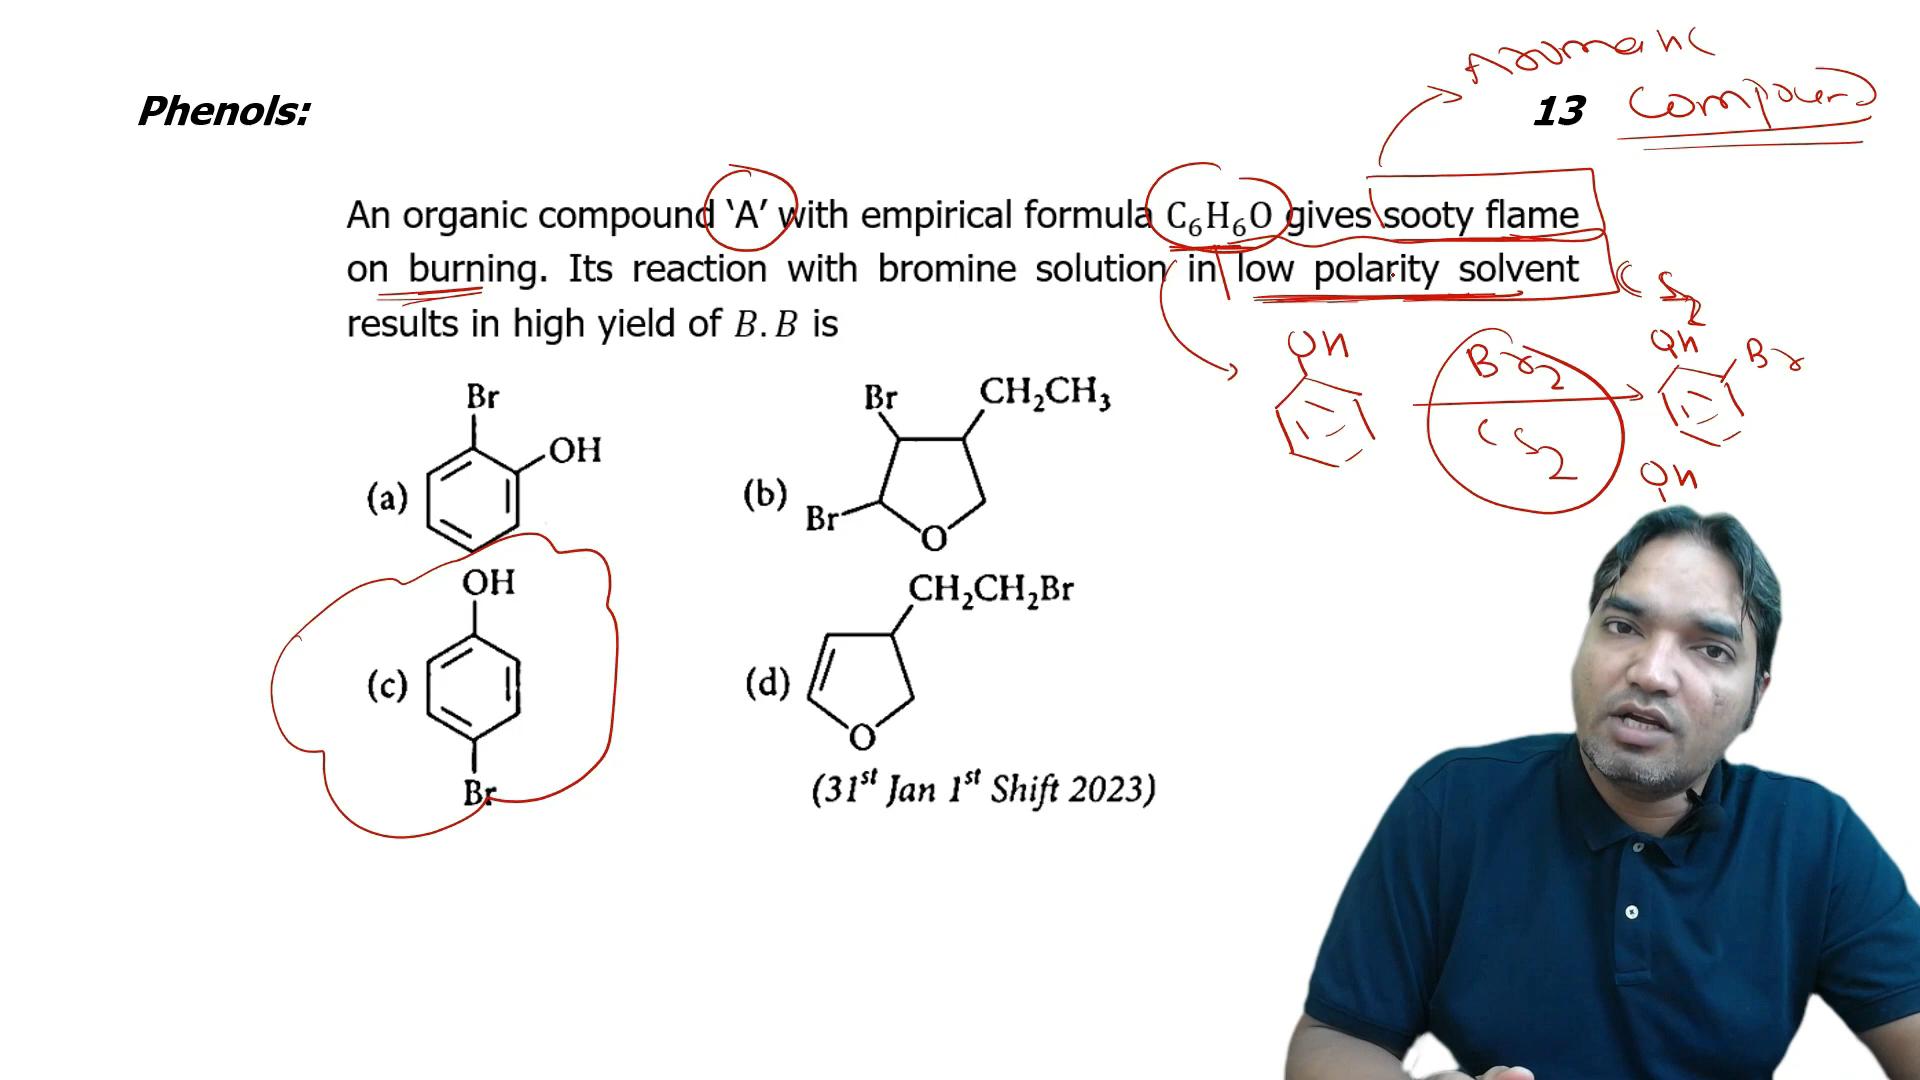 Aromatic
Phenols:
13 compound
An organic compound ‘A’ with empirical formula C₆H₆O gives sooty flame
on burning. Its reaction with bromine solution in low polarity solvent
CS₂
results in high yield of B. B is
OH Br₂ OH Br
CS₂
OH
Br
OH
(a)
Br CH₂CH₃
Br
O
(b)
OH
(c)
Br
CH₂CH₂Br
(d)
O
(31ˢᵗ Jan 1ˢᵗ Shift 2023)